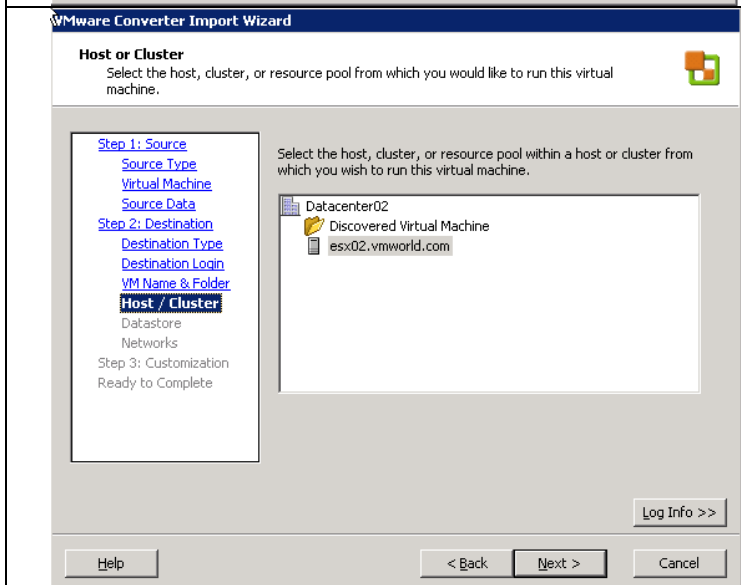 VMware Converter Import Wizard
Host or Cluster
Select the host, cluster, or resource pool from which you would like to run this virtual
machine.
Step 1: Source
Source Type
Virtual Machine
Source Data
Step 2: Destination
Destination Type
Destination Login
VM Name & Folder
Host / Cluster
Datastore
Networks
Step 3: Customization
Ready to Complete
Select the host, cluster, or resource pool within a host or cluster from
which you wish to run this virtual machine.
Datacenter02
Discovered Virtual Machine
esx02.vmworld.com
Log Info >>
Help
< Back
Next >
Cancel